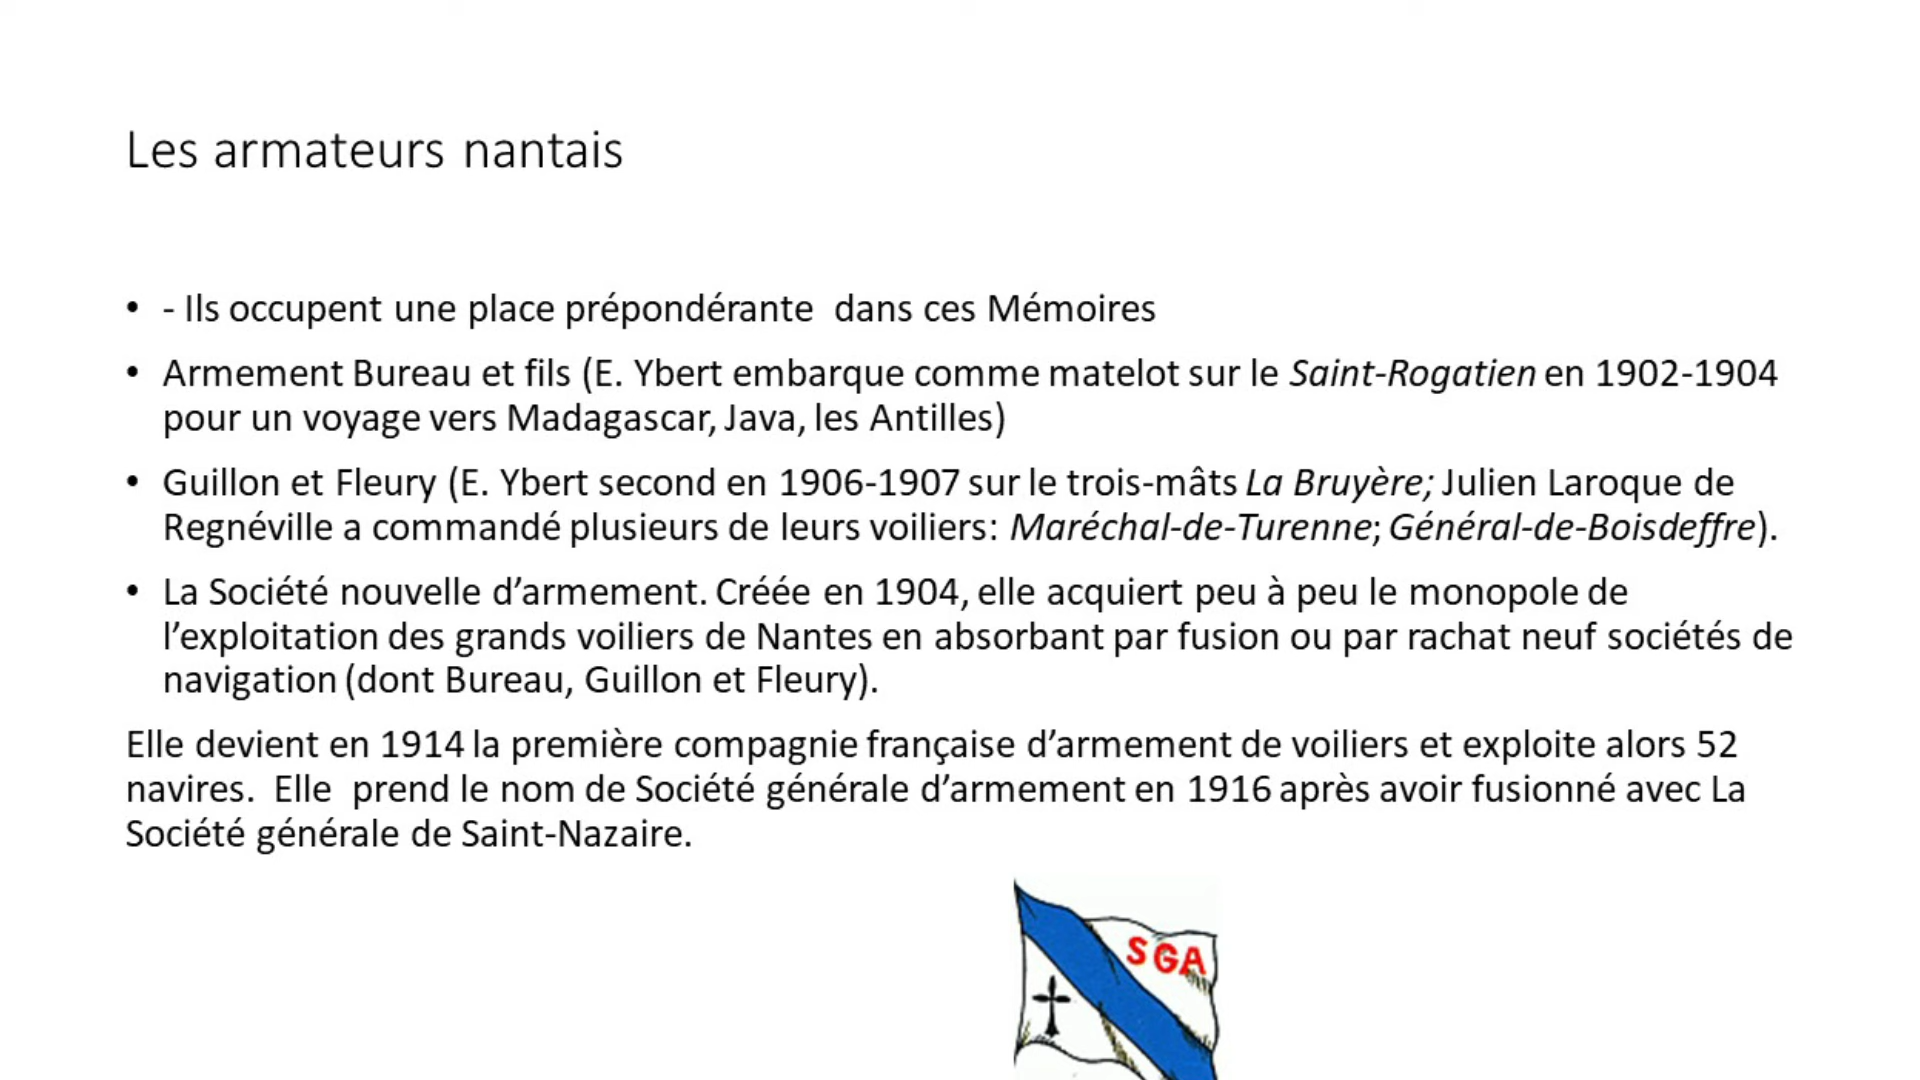 Les armateurs nantais
• - Ils occupent une place prépondérante  dans ces Mémoires
• Armement Bureau et fils (E. Ybert embarque comme matelot sur le Saint-Rogatien en 1902-1904
pour un voyage vers Madagascar, Java, les Antilles)
• Guillon et Fleury (E. Ybert second en 1906-1907 sur le trois-mâts La Bruyère; Julien Laroque de
Regnéville a commandé plusieurs de leurs voiliers: Maréchal-de-Turenne; Général-de-Boisdeffre).
• La Société nouvelle d’armement. Créée en 1904, elle acquiert peu à peu le monopole de
l’exploitation des grands voiliers de Nantes en absorbant par fusion ou par rachat neuf sociétés de
navigation (dont Bureau, Guillon et Fleury).
Elle devient en 1914 la première compagnie française d’armement de voiliers et exploite alors 52
navires.  Elle  prend le nom de Société générale d’armement en 1916 après avoir fusionné avec La
Société générale de Saint-Nazaire.
SGA